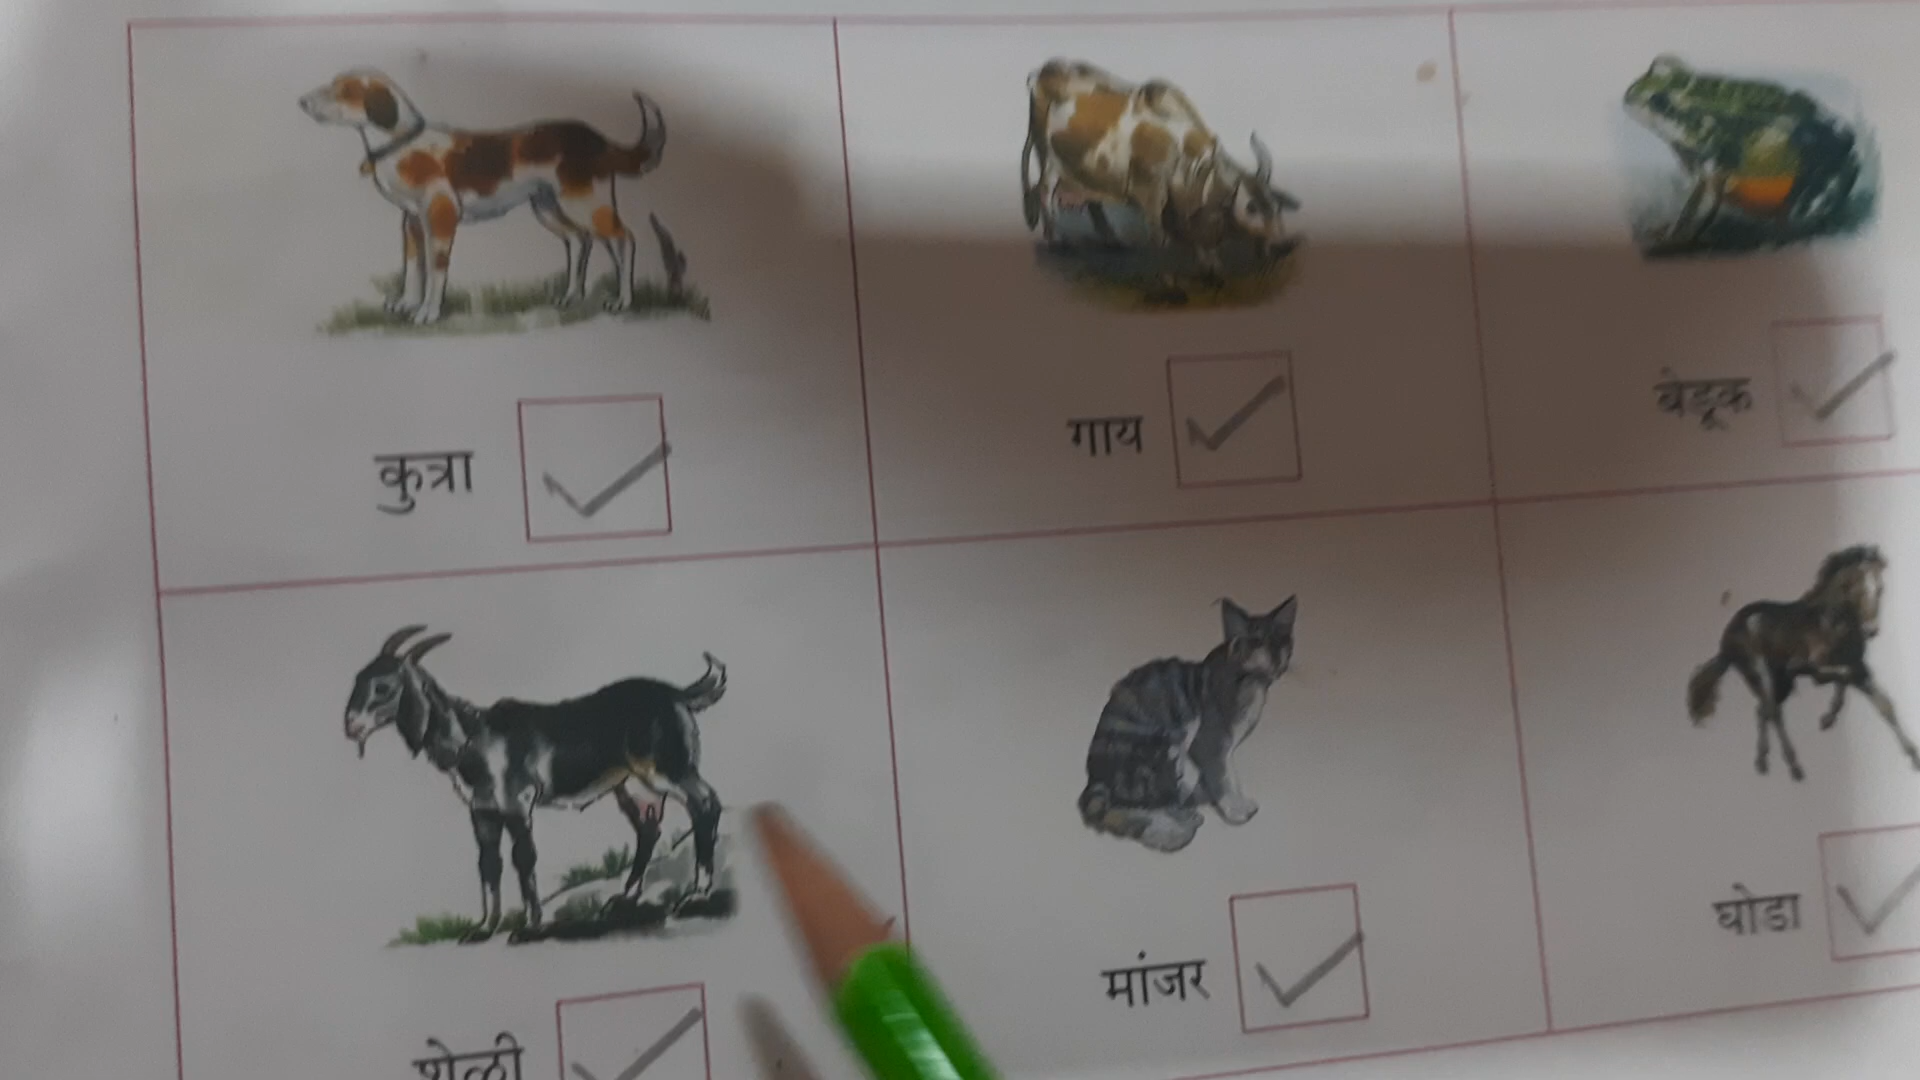 कुत्रा
गाय
बेडूक
शेळी
मांजर
घोडा